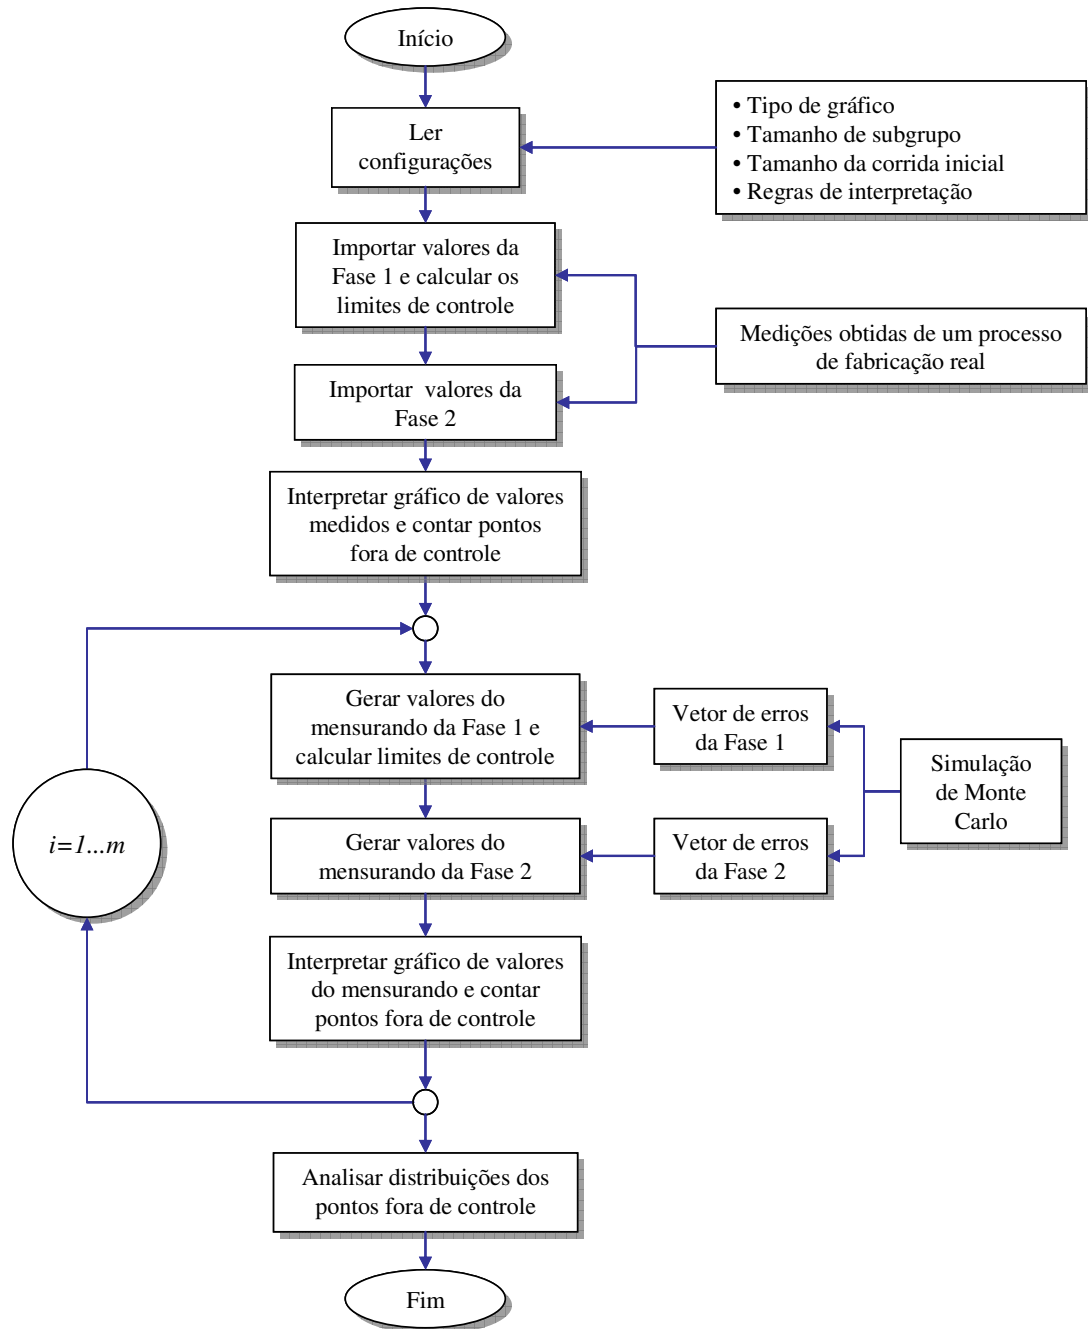 Início
Ler
configurações
• Tipo de gráfico
• Tamanho de subgrupo
• Tamanho da corrida inicial
• Regras de interpretação
Importar valores da
Fase 1 e calcular os
limites de controle
Medições obtidas de um processo
de fabricação real
Importar valores da
Fase 2
Interpretar gráfico de valores
medidos e contar pontos
fora de controle
Gerar valores do
mensurando da Fase 1 e
calcular limites de controle
Vetor de erros
da Fase 1
Simulação
de Monte
Carlo
i=1...m
Gerar valores do
mensurando da Fase 2
Vetor de erros
da Fase 2
Interpretar gráfico de valores
do mensurando e contar
pontos fora de controle
Analisar distribuições dos
pontos fora de controle
Fim